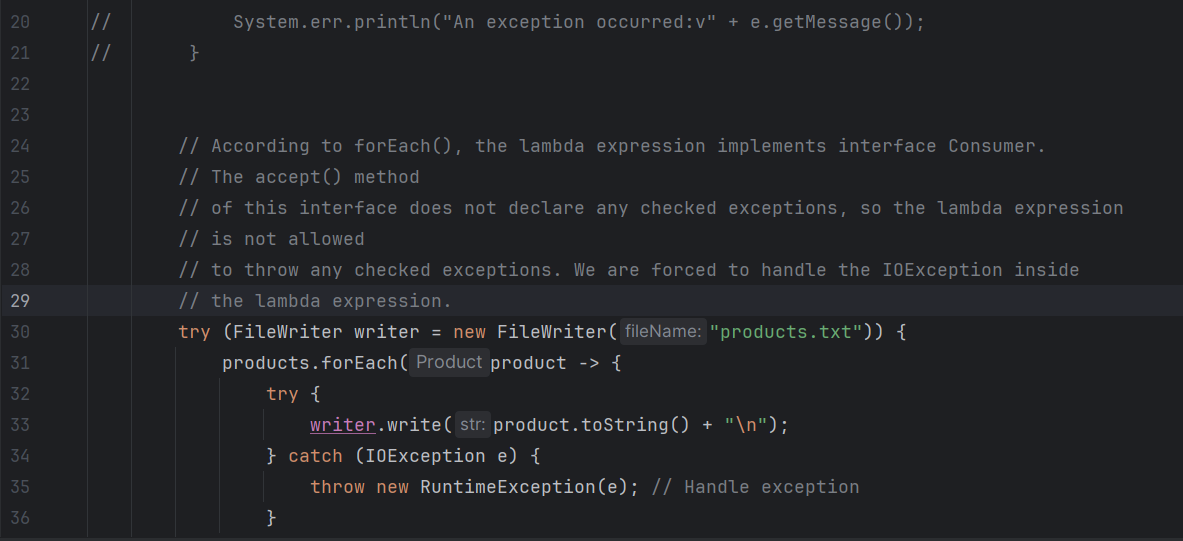 20 // System.err.println("An exception occurred:v" + e.getMessage());
21 // }
22
23
24 // According to forEach(), the lambda expression implements interface Consumer.
25 // The accept() method
26 // of this interface does not declare any checked exceptions, so the lambda expression
27 // is not allowed
28 // to throw any checked exceptions. We are forced to handle the IOException inside
29 // the lambda expression.
30 try (FileWriter writer = new FileWriter( fileName: "products.txt")) {
31 products.forEach( Product product -> {
32 try {
33 writer.write( str: product.toString() + "\n");
34 } catch (IOException e) {
35 throw new RuntimeException(e); // Handle exception
36 }